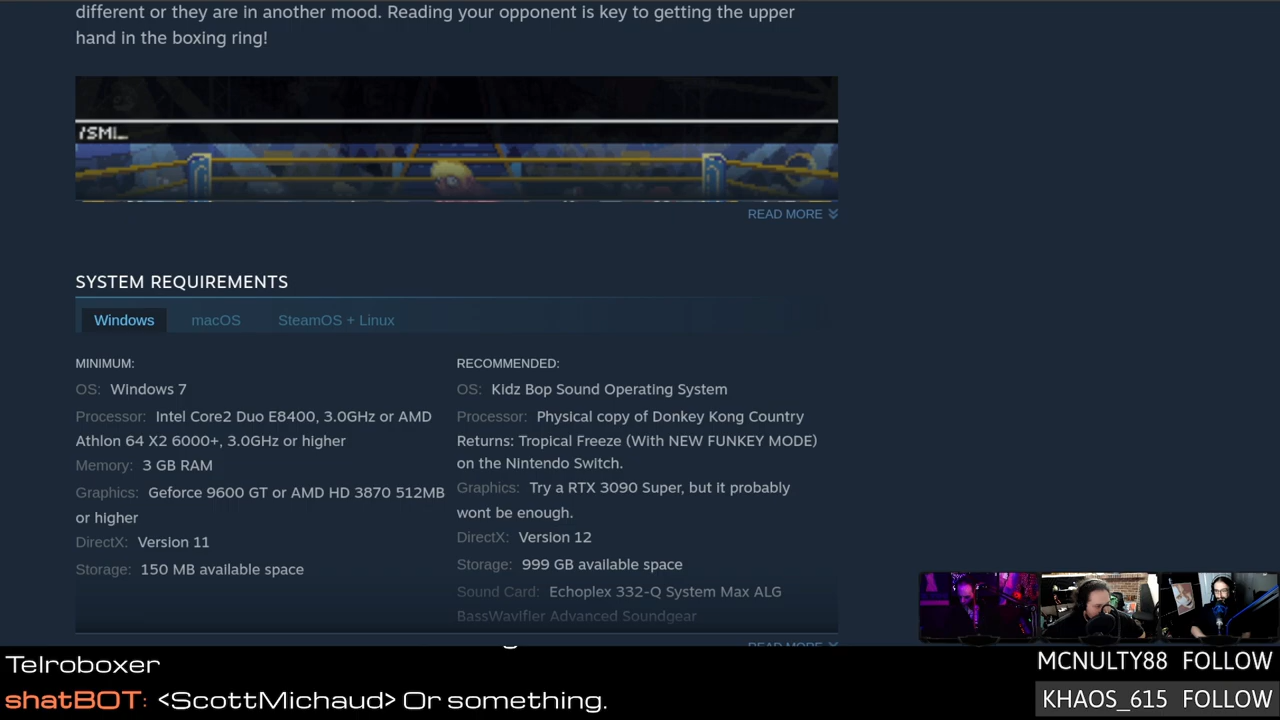 different or they are in another mood. Reading your opponent is key to getting the upper
hand in the boxing ring!
READ MORE
SYSTEM REQUIREMENTS
Windows
macOS
SteamOS + Linux
MINIMUM:
OS: Windows 7
Processor: Intel Core2 Duo E8400, 3.0GHz or AMD
Athlon 64 X2 6000+, 3.0GHz or higher
Memory: 3 GB RAM
Graphics: Geforce 9600 GT or AMD HD 3870 512MB
or higher
DirectX: Version 11
Storage: 150 MB available space
RECOMMENDED:
OS: Kidz Bop Sound Operating System
Processor: Physical copy of Donkey Kong Country
Returns: Tropical Freeze (With NEW FUNKEY MODE)
on the Nintendo Switch.
Graphics: Try a RTX 3090 Super, but it probably
wont be enough.
DirectX: Version 12
Storage: 999 GB available space
Sound Card: Echoplex 332-Q System Max ALG
BassWavifier Advanced Soundgear
READ MORE
Telroboxer
shatBOT: <ScottMichaud> Or something.
MCNULTY88 FOLLOW
KHAOS_615 FOLLOW